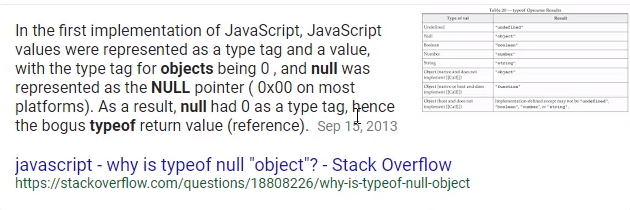 In the first implementation of JavaScript, JavaScript
values were represented as a type tag and a value,
with the type tag for objects being 0 , and null was
represented as the NULL pointer ( 0x00 on most
platforms). As a result, null had 0 as a type tag, hence
the bogus typeof return value (reference). Sep 15, 2013
Table 20 — typeof Operator Results
Type of val Result
Undefined "undefined"
Null "object"
Boolean "boolean"
Number "number"
String "string"
Object (native and does not implement [[Call]]) "object"
Object (native or host and does implement [[Call]]) "function"
Object (host and does not implement [[Call]]) Implementation-defined except may not be "undefined", "boolean", "number", or "string".
javascript - why is typeof null "object"? - Stack Overflow
https://stackoverflow.com/questions/18808226/why-is-typeof-null-object